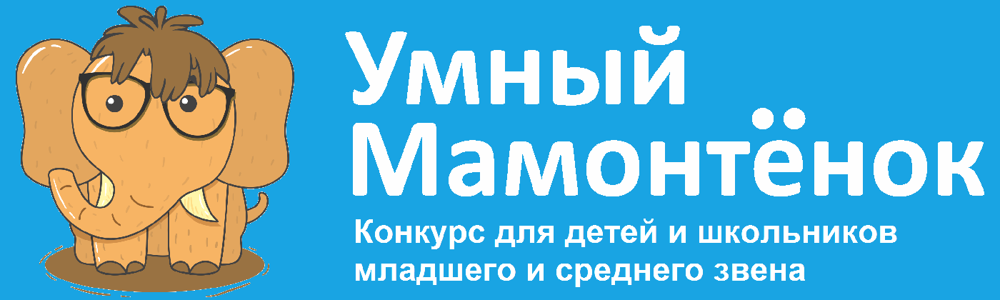 Умный
Мамонтёнок
Конкурс для детей и школьников
младшего и среднего звена